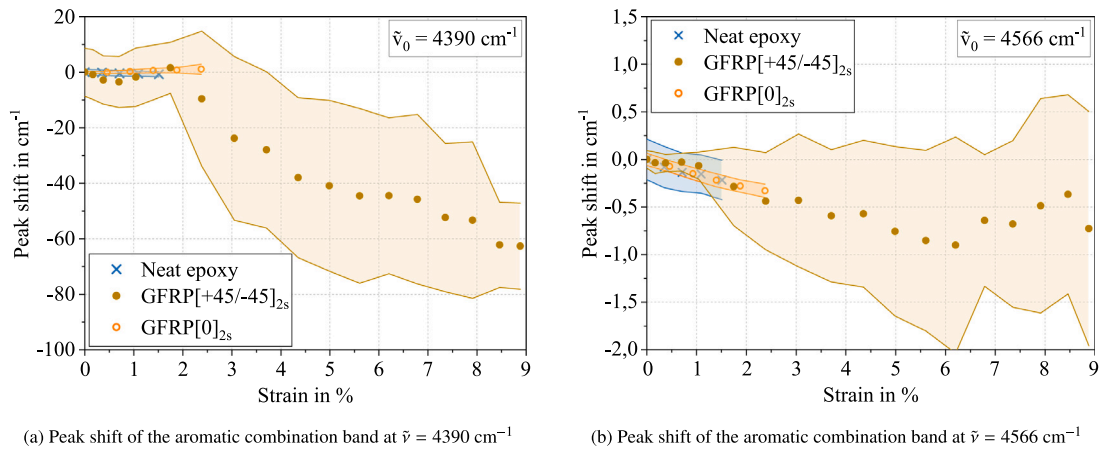 20
0
-20
-40
-60
-80
-100
Peak shift in cm⁻¹
ṽ₀ = 4390 cm⁻¹
Neat epoxy
GFRP[+45/-45]₂ₛ
GFRP[0]₂ₛ
0 1 2 3 4 5 6 7 8 9
Strain in %
(a) Peak shift of the aromatic combination band at ṽ = 4390 cm⁻¹
1,5
1,0
0,5
0,0
-0,5
-1,0
-1,5
-2,0
Peak shift in cm⁻¹
Neat epoxy
GFRP[+45/-45]₂ₛ
GFRP[0]₂ₛ
ṽ₀ = 4566 cm⁻¹
0 1 2 3 4 5 6 7 8 9
Strain in %
(b) Peak shift of the aromatic combination band at ṽ = 4566 cm⁻¹